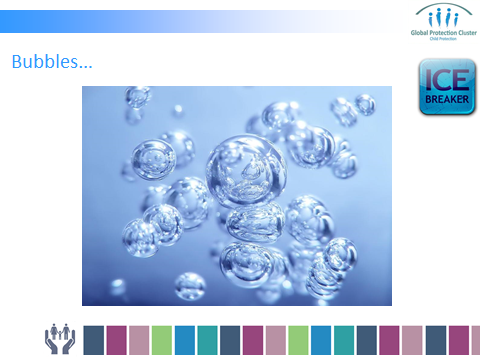 Global Protection Cluster
Child Protection
Bubbles...
ICE
BREAKER